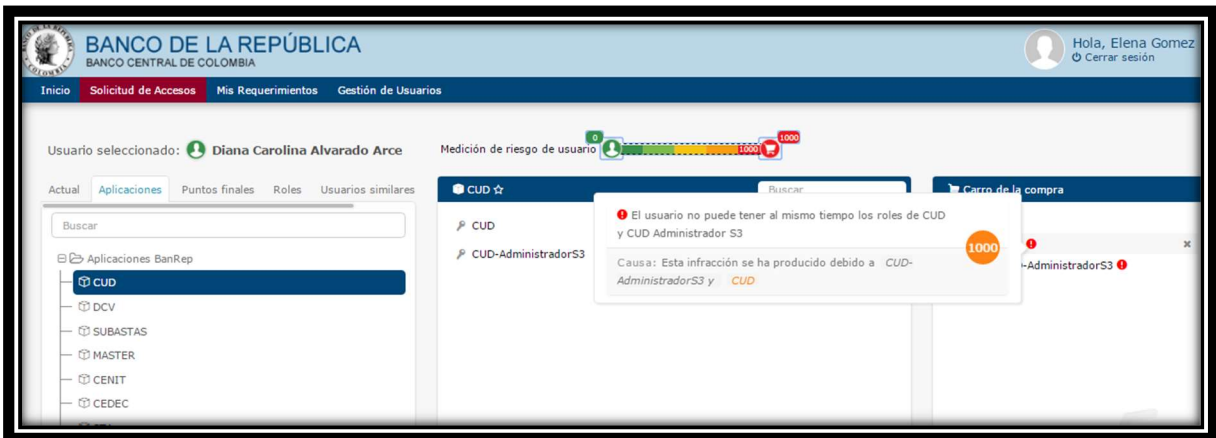 BANCO DE LA REPÚBLICA
BANCO CENTRAL DE COLOMBIA
Hola, Elena Gomez
Cerrar sesión
Inicio Solicitud de Accesos Mis Requerimientos Gestión de Usuarios
Usuario seleccionado: Diana Carolina Alvarado Arce
Medición de riesgo de usuario 0 1000 1000
Actual Aplicaciones Puntos finales Roles Usuarios similares
Buscar
Aplicaciones BanRep
CUD
DCV
SUBASTAS
MASTER
CENIT
CEDEC
CUD Buscar
CUD
CUD-AdministradorS3
El usuario no puede tener al mismo tiempo los roles de CUD
y CUD Administrador S3
1000
Causa: Esta infracción se ha producido debido a CUD-
AdministradorS3 y CUD
Carro de la compra
-AdministradorS3